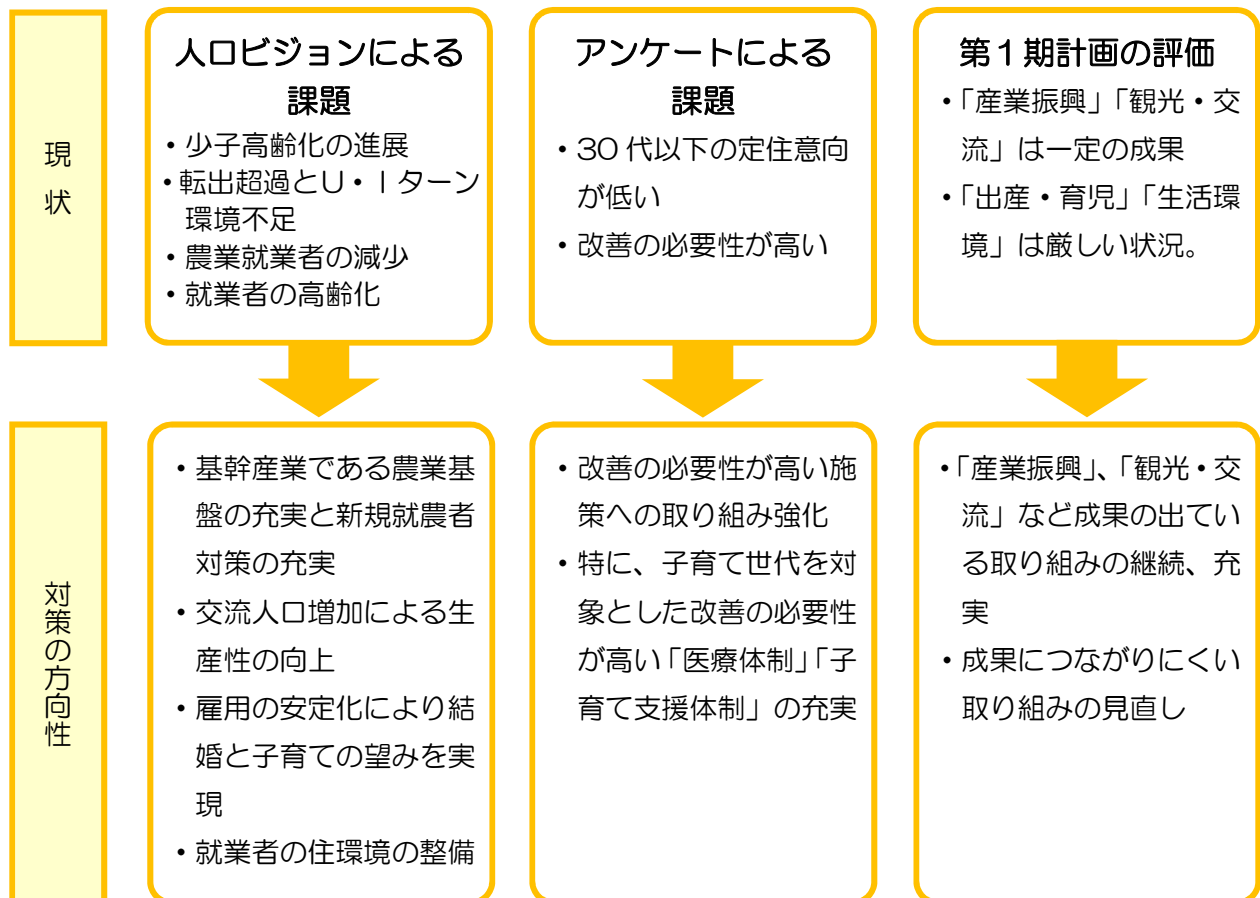 現状
人口ビジョンによる
課題
・少子高齢化の進展
・転出超過とU・Iターン
環境不足
・農業就業者の減少
・就業者の高齢化
アンケートによる
課題
・30代以下の定住意向
が低い
・改善の必要性が高い
第1期計画の評価
・「産業振興」「観光・交
流」は一定の成果
・「出産・育児」「生活環
境」は厳しい状況。
対策の方向性
・基幹産業である農業基
盤の充実と新規就農者
対策の充実
・交流人口増加による生
産性の向上
・雇用の安定化により結
婚と子育ての望みを実
現
・就業者の住環境の整備
・改善の必要性が高い施
策への取り組み強化
・特に、子育て世代を対
象とした改善の必要性
が高い「医療体制」「子
育て支援体制」の充実
・「産業振興」、「観光・交
流」など成果の出てい
る取り組みの継続、充
実
・成果につながりにくい
取り組みの見直し